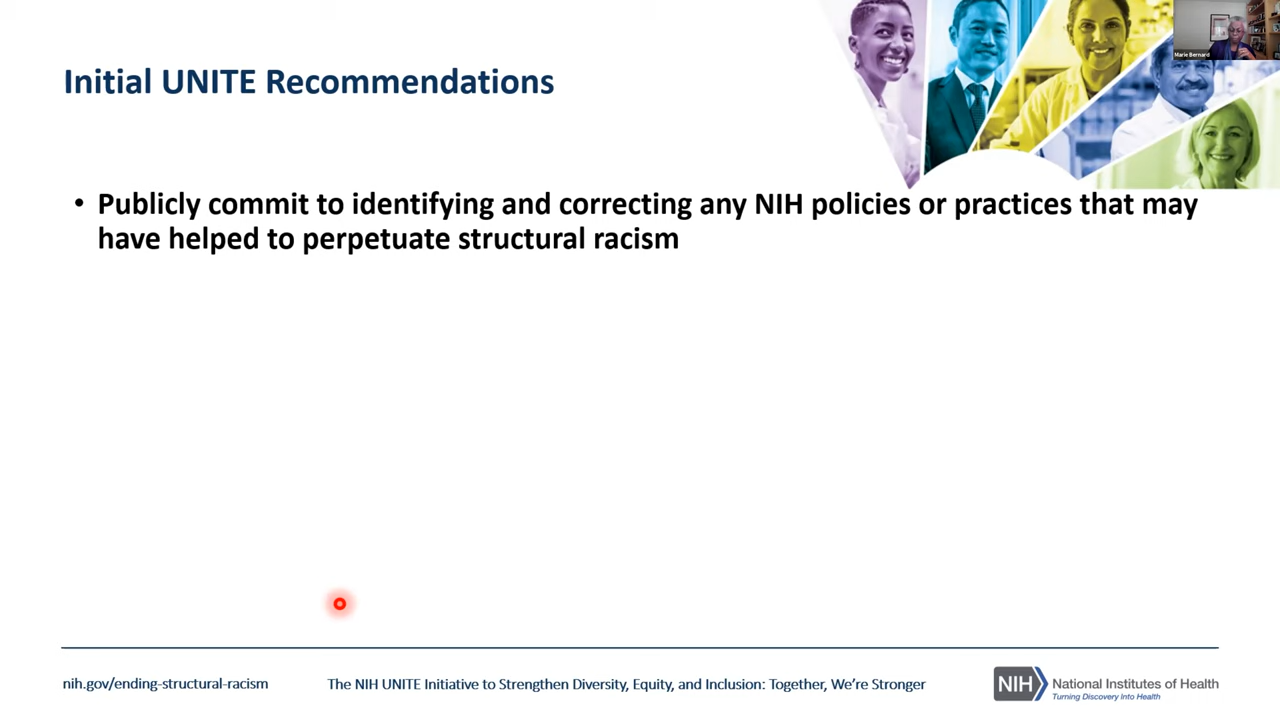 Marie Bernard
Initial UNITE Recommendations
• Publicly commit to identifying and correcting any NIH policies or practices that may
have helped to perpetuate structural racism
nih.gov/ending-structural-racism
The NIH UNITE Initiative to Strengthen Diversity, Equity, and Inclusion: Together, We’re Stronger
NIH
National Institutes of Health
Turning Discovery Into Health